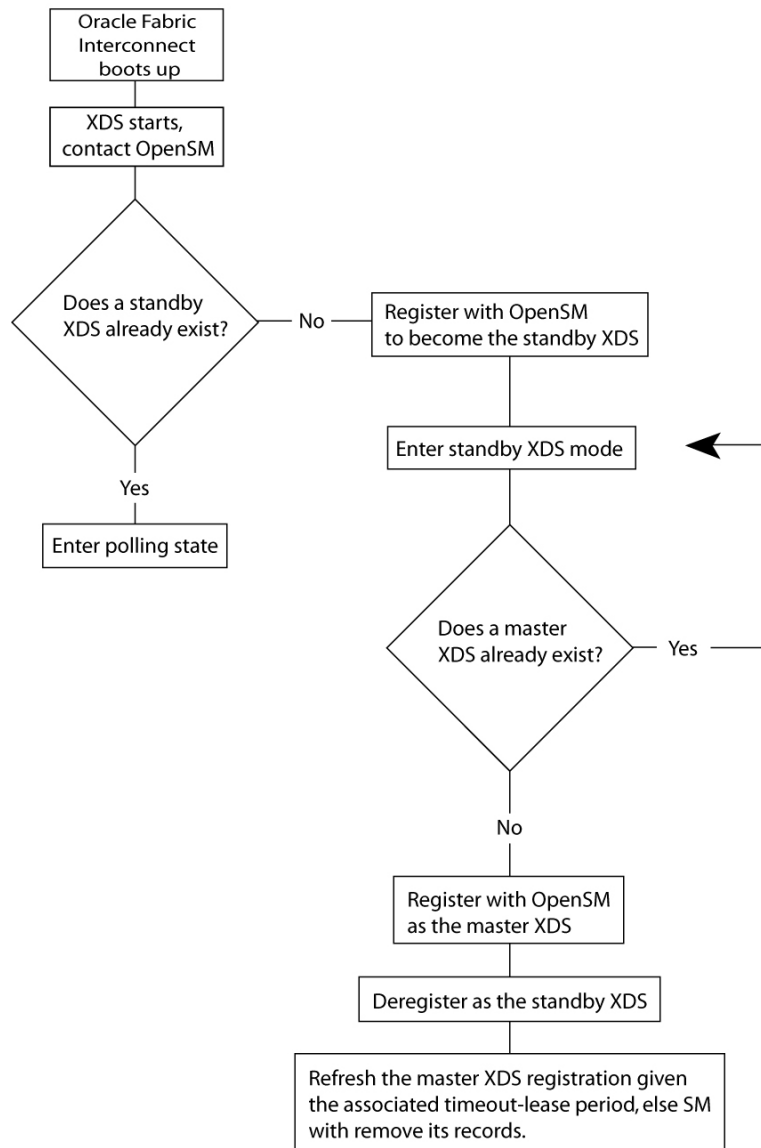 Oracle Fabric
Interconnect
boots up
XDS starts,
contact OpenSM
Does a standby
XDS already exist?
No
Register with OpenSM
to become the standby XDS
Yes
Enter polling state
Enter standby XDS mode
Does a master
XDS already exist?
Yes
No
Register with OpenSM
as the master XDS
Deregister as the standby XDS
Refresh the master XDS registration given
the associated timeout-lease period, else SM
with remove its records.